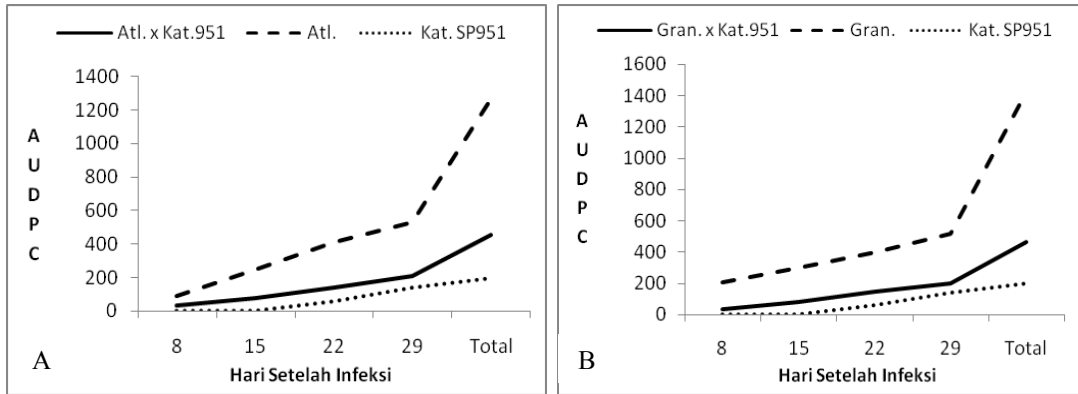 Atl. x Kat.951 Atl. Kat. SP951
1400
1200
1000
800
600
400
200
0
A
U
D
P
C
8 15 22 29 Total
Hari Setelah Infeksi
A
Gran. x Kat.951 Gran. Kat. SP951
1600
1400
1200
1000
800
600
400
200
0
A
U
D
P
C
8 15 22 29 Total
Hari Setelah Infeksi
B